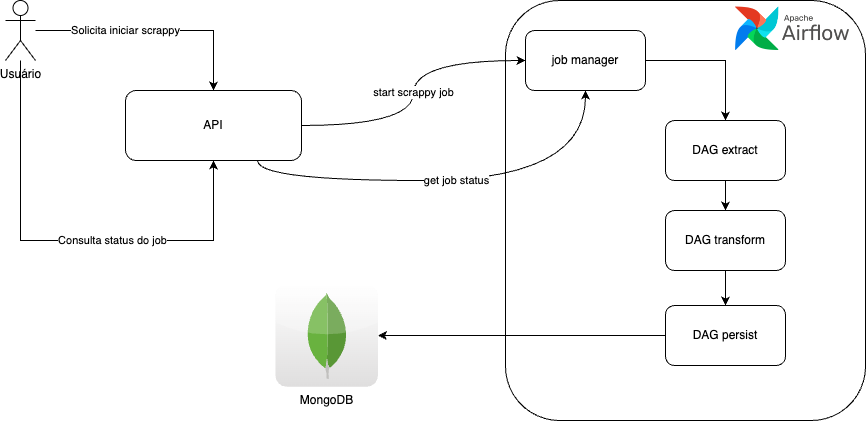 Solicita iniciar scrappy
Usuário
API
start scrappy job
get job status
Consulta status do job
Apache
Airflow
job manager
DAG extract
DAG transform
DAG persist
MongoDB